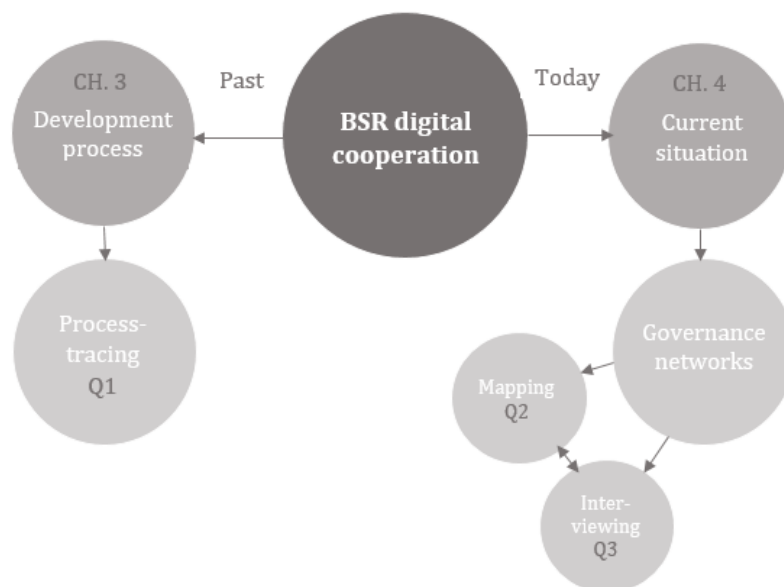 CH. 3
Development
process
Past
BSR digital
cooperation
Today
CH. 4
Current
situation
Process-
tracing
Q1
Governance
networks
Mapping
Q2
Inter-
viewing
Q3